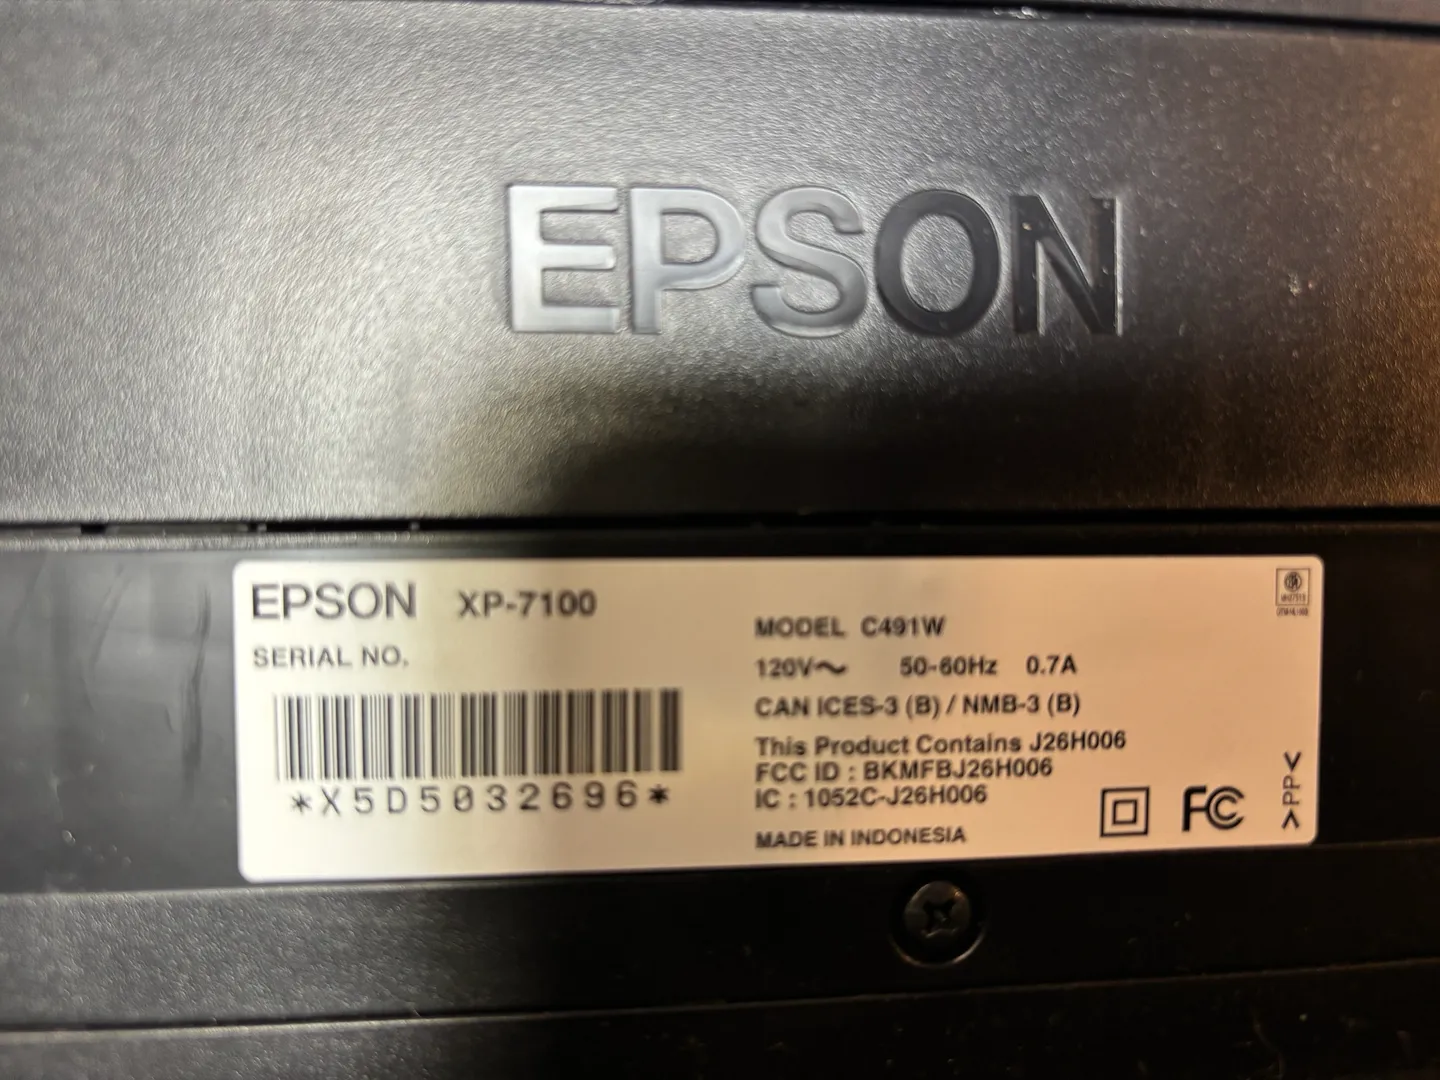 EPSON
EPSON XP-7100
SERIAL NO.
*X5D5032696*
MODEL C491W
120V~ 50-60Hz 0.7A
CAN ICES-3 (B) / NMB-3 (B)
This Product Contains J26H006
FCC ID : BKMFBJ26H006
IC : 1052C-J26H006
MADE IN INDONESIA
FC
>PP<